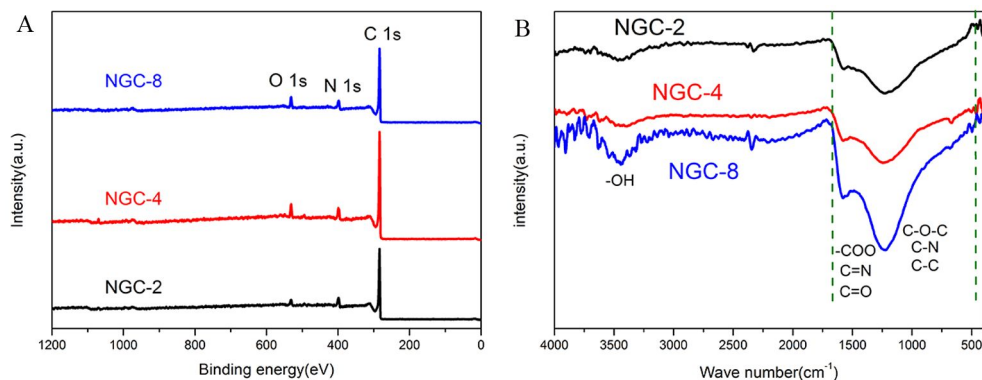 A
C 1s
O 1s
N 1s
NGC-8
NGC-4
NGC-2
Intensity(a.u.)
1200
1000
800
600
400
200
0
Binding energy(eV)
B
NGC-2
NGC-4
NGC-8
-OH
-COO
C=N
C=O
C-O-C
C-N
C-C
intensity(a.u.)
4000
3500
3000
2500
2000
1500
1000
500
Wave number(cm⁻¹)